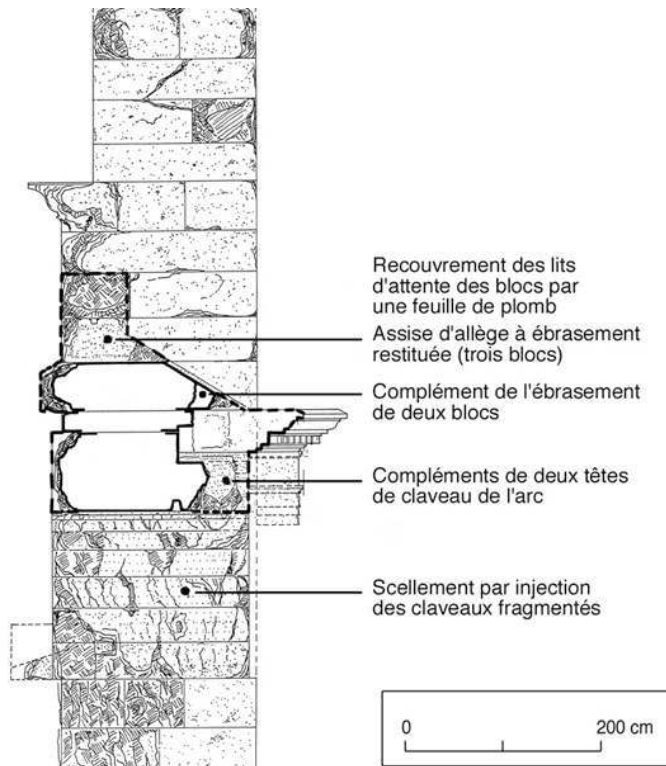 Recouvrement des lits
d'attente des blocs par
une feuille de plomb
Assise d'allège à ébrasement
restituée (trois blocs)
Complément de l'ébrasement
de deux blocs
Compléments de deux têtes
de claveau de l'arc
Scellement par injection
des claveaux fragmentés
0 200 cm